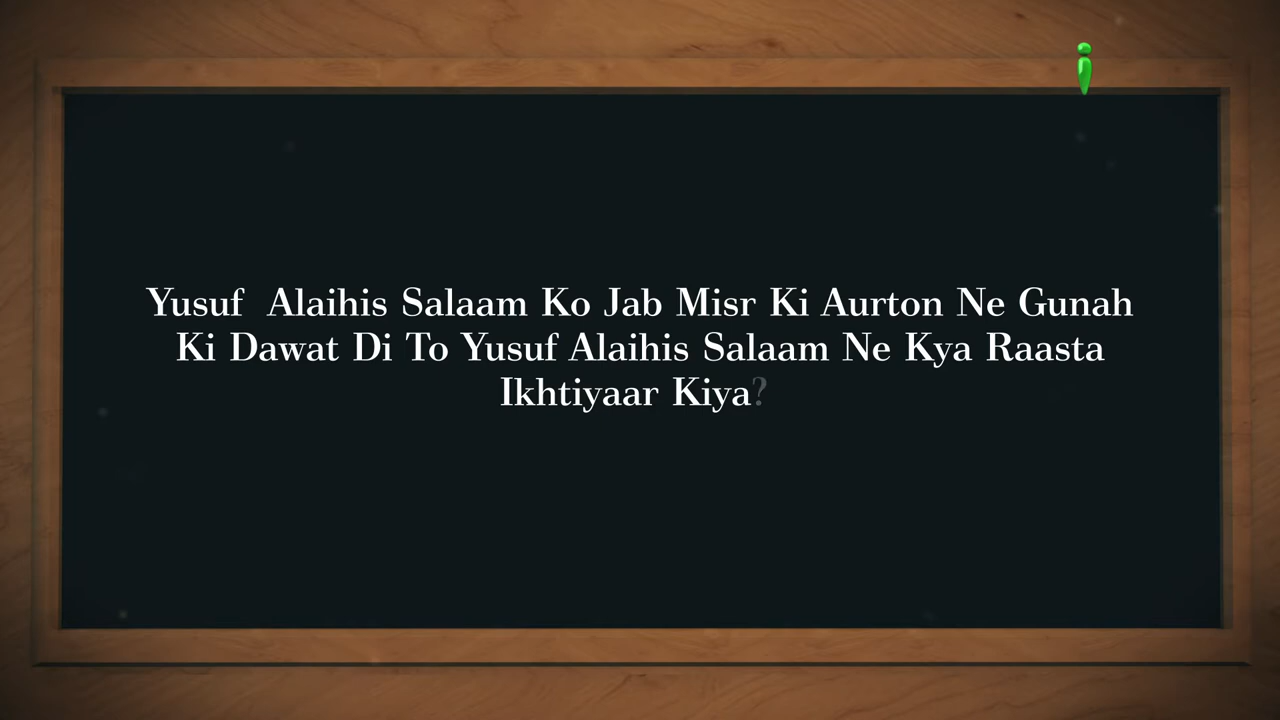 Yusuf Alaihis Salaam Ko Jab Misr Ki Aurton Ne Gunah
Ki Dawat Di To Yusuf Alaihis Salaam Ne Kya Raasta
Ikhtiyaar Kiya?